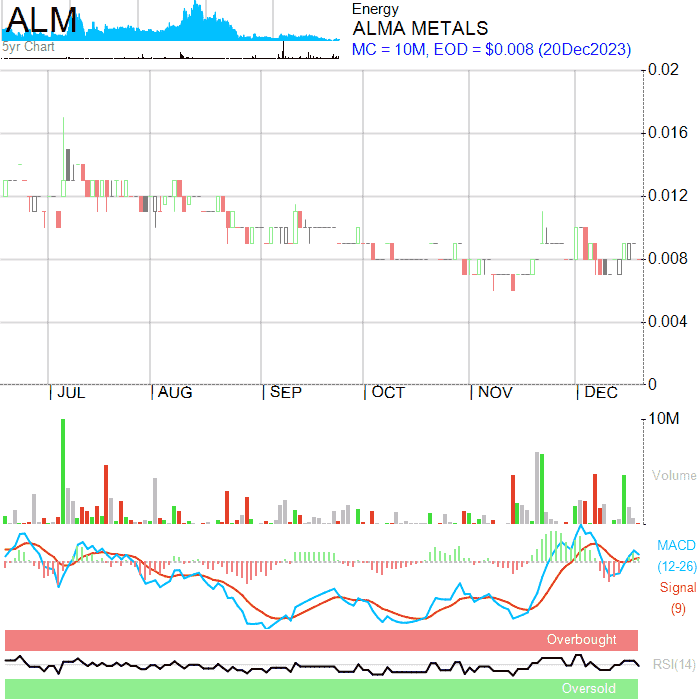 ALM
5yr Chart
Energy
ALMA METALS
MC = 10M, EOD = $0.008 (20Dec2023)
0.02
0.016
0.012
0.008
0.004
0
JUL AUG SEP OCT NOV DEC
10M
Volume
MACD
(12-26)
Signal
(9)
Overbought
RSI(14)
Oversold